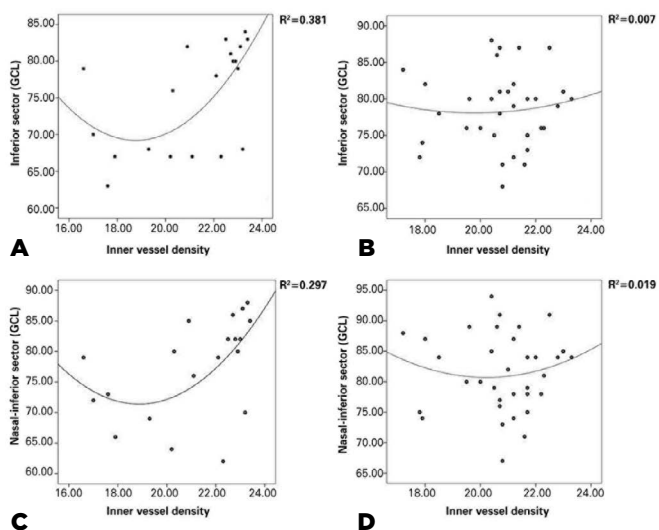 R²=0.381
85.00
80.00
75.00
70.00
65.00
60.00
Inferior sector (GCL)
16.00 18.00 20.00 22.00 24.00
Inner vessel density
A
R²=0.007
90.00
85.00
80.00
75.00
70.00
65.00
Inferior sector (GCL)
18.00 20.00 22.00 24.00
Inner vessel density
B
R²=0.297
90.00
85.00
80.00
75.00
70.00
65.00
60.00
Nasal-inferior sector (GCL)
16.00 18.00 20.00 22.00 24.00
Inner vessel density
C
R²=0.019
95.00
90.00
85.00
80.00
75.00
70.00
65.00
Nasal-inferior sector (GCL)
18.00 20.00 22.00 24.00
Inner vessel density
D